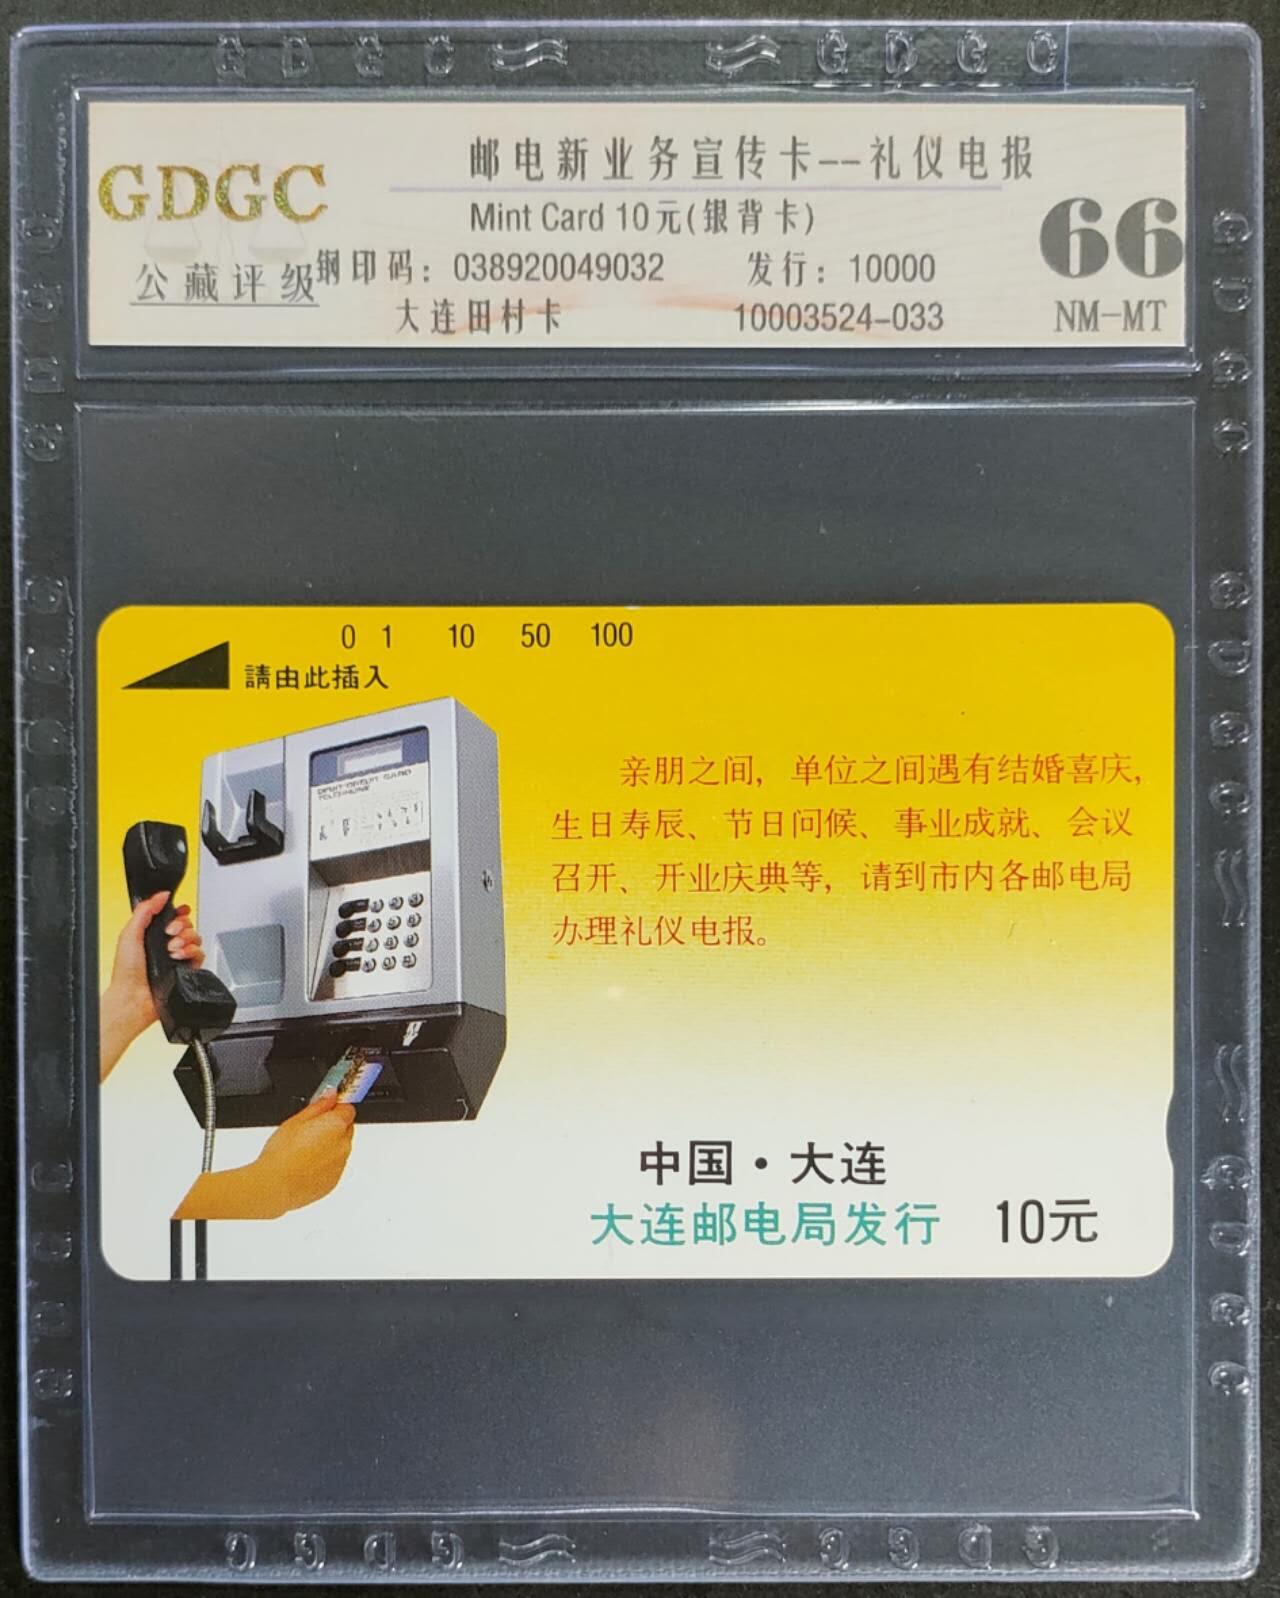 GDGC
公藏评级
邮电新业务宣传卡--礼仪电报
Mint Card 10元(银背卡)
钢印码：038920049032 发行：10000
大连田村卡 10003524-033
66
NM-MT
0 1 10 50 100
請由此插入
亲朋之间，单位之间遇有结婚喜庆，
生日寿辰、节日问候、事业成就、会议
召开、开业庆典等，请到市内各邮电局
办理礼仪电报。
中国·大连
大连邮电局发行 10元